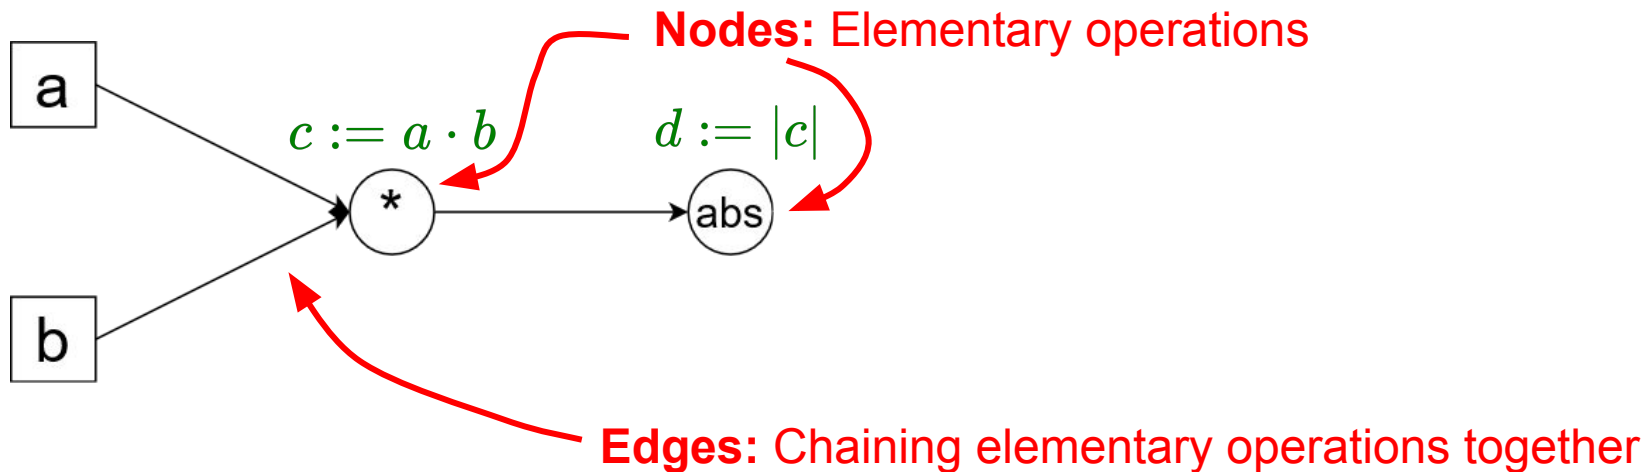 Nodes: Elementary operations
a
c := a · b
d := |c|
*
abs
b
Edges: Chaining elementary operations together